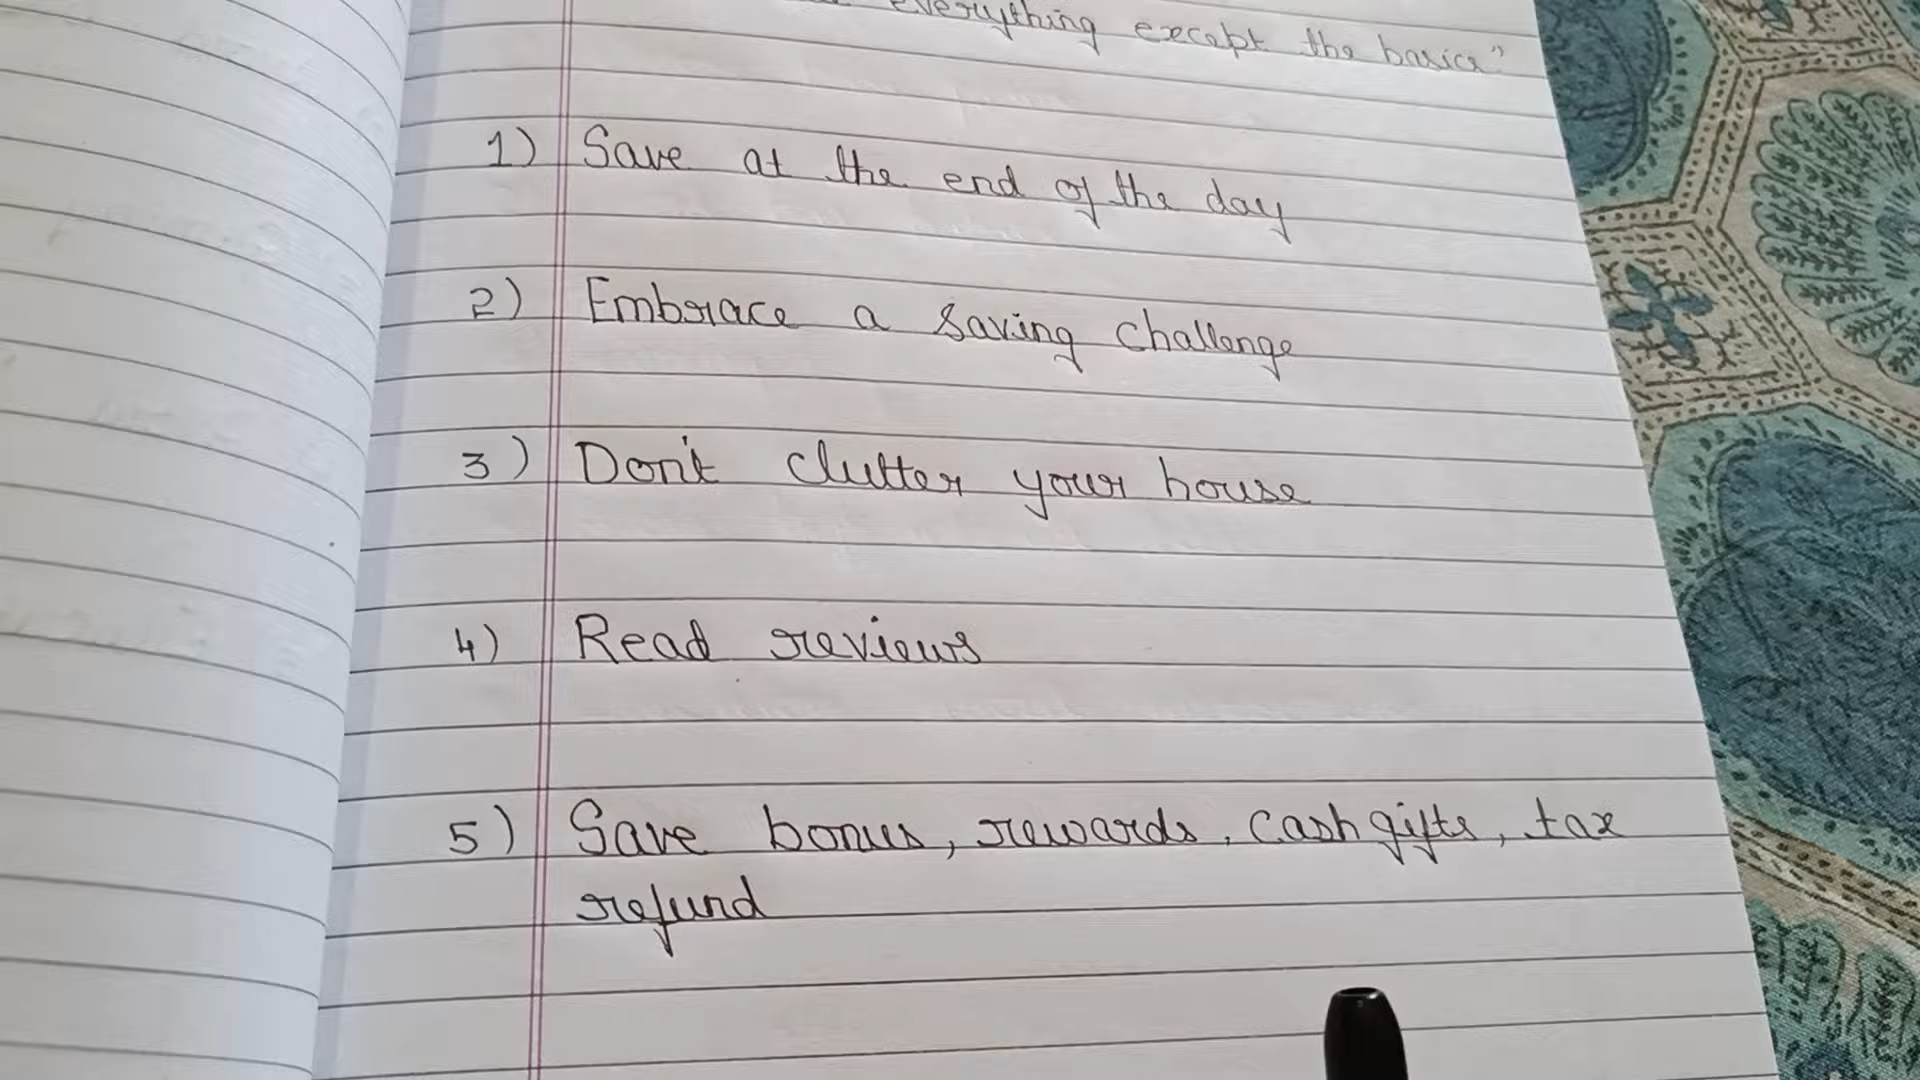 everything except the basics"
1) Save at the end of the day
2) Embrace a saving challenge
3) Don't clutter your house
4) Read reviews
5) Save bonus, rewards, cash gifts, tax
refund